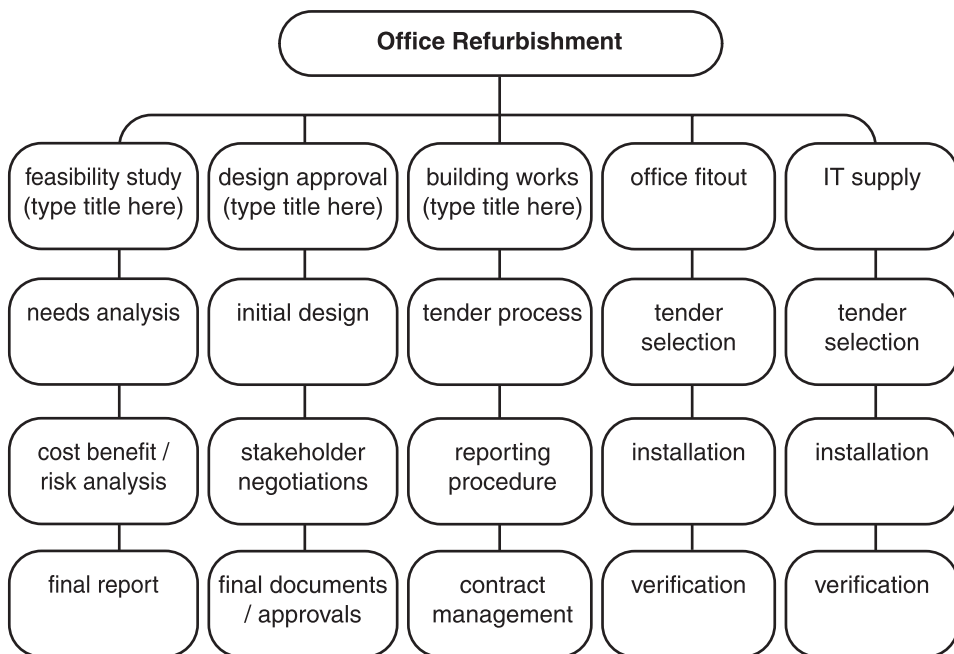 Office Refurbishment
feasibility study
(type title here)
design approval
(type title here)
building works
(type title here)
office fitout
IT supply
needs analysis
initial design
tender process
tender
selection
tender
selection
cost benefit /
risk analysis
stakeholder
negotiations
reporting
procedure
installation
installation
final report
final documents
/ approvals
contract
management
verification
verification